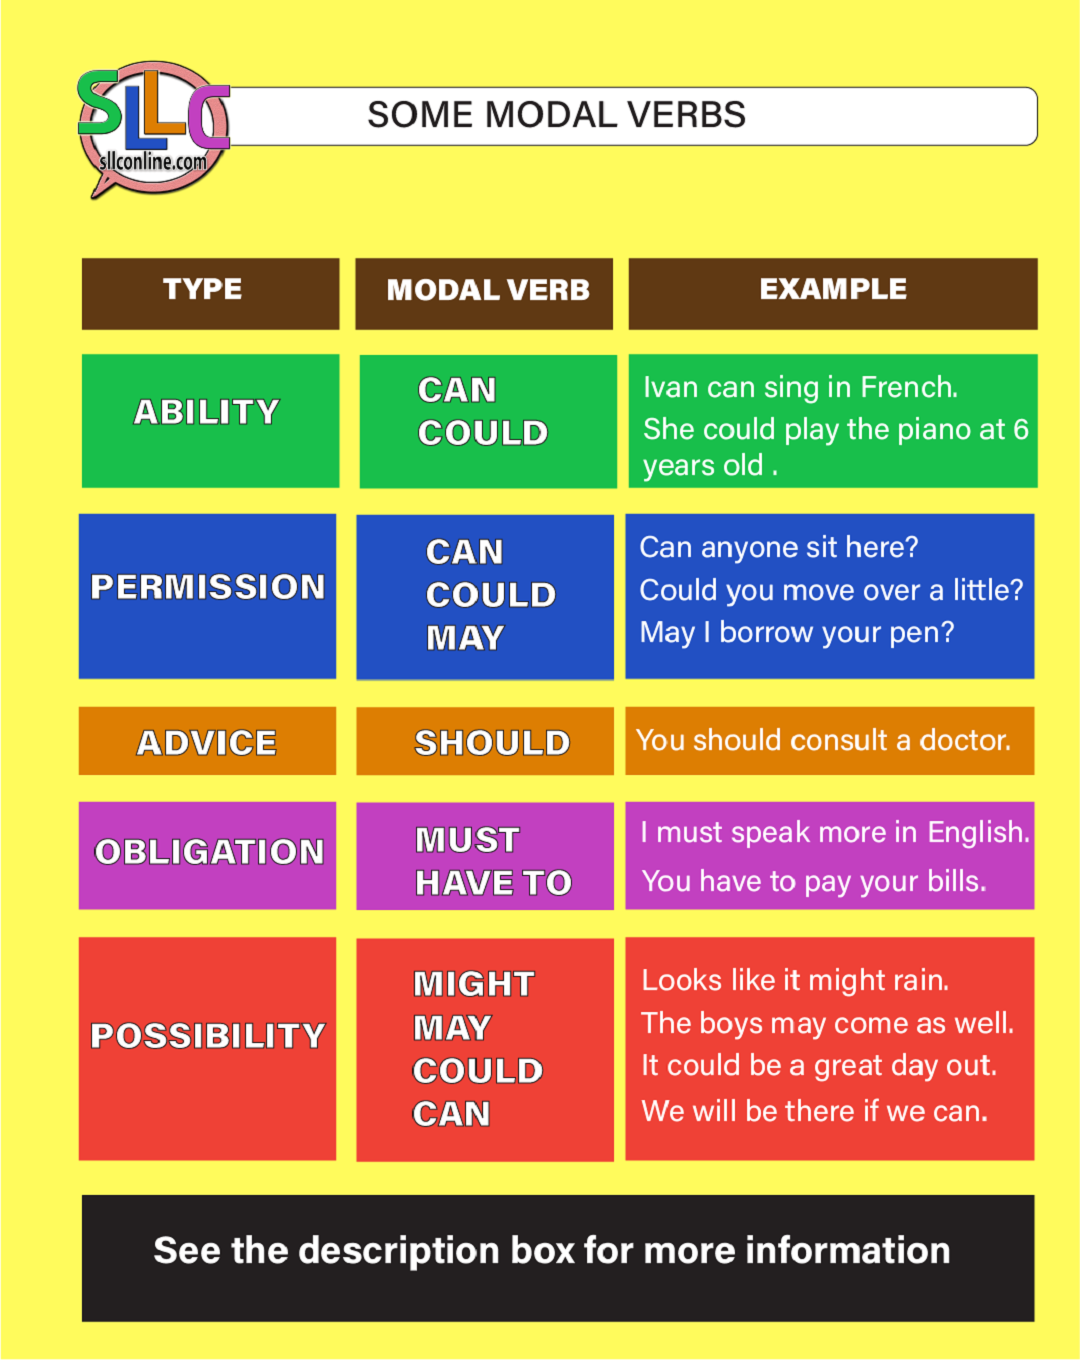 SLLC
sllconline.com
SOME MODAL VERBS
TYPE
MODAL VERB
EXAMPLE
ABILITY
CAN
COULD
Ivan can sing in French.
She could play the piano at 6
years old .
PERMISSION
CAN
COULD
MAY
Can anyone sit here?
Could you move over a little?
May I borrow your pen?
ADVICE
SHOULD
You should consult a doctor.
OBLIGATION
MUST
HAVE TO
I must speak more in English.
You have to pay your bills.
POSSIBILITY
MIGHT
MAY
COULD
CAN
Looks like it might rain.
The boys may come as well.
It could be a great day out.
We will be there if we can.
See the description box for more information